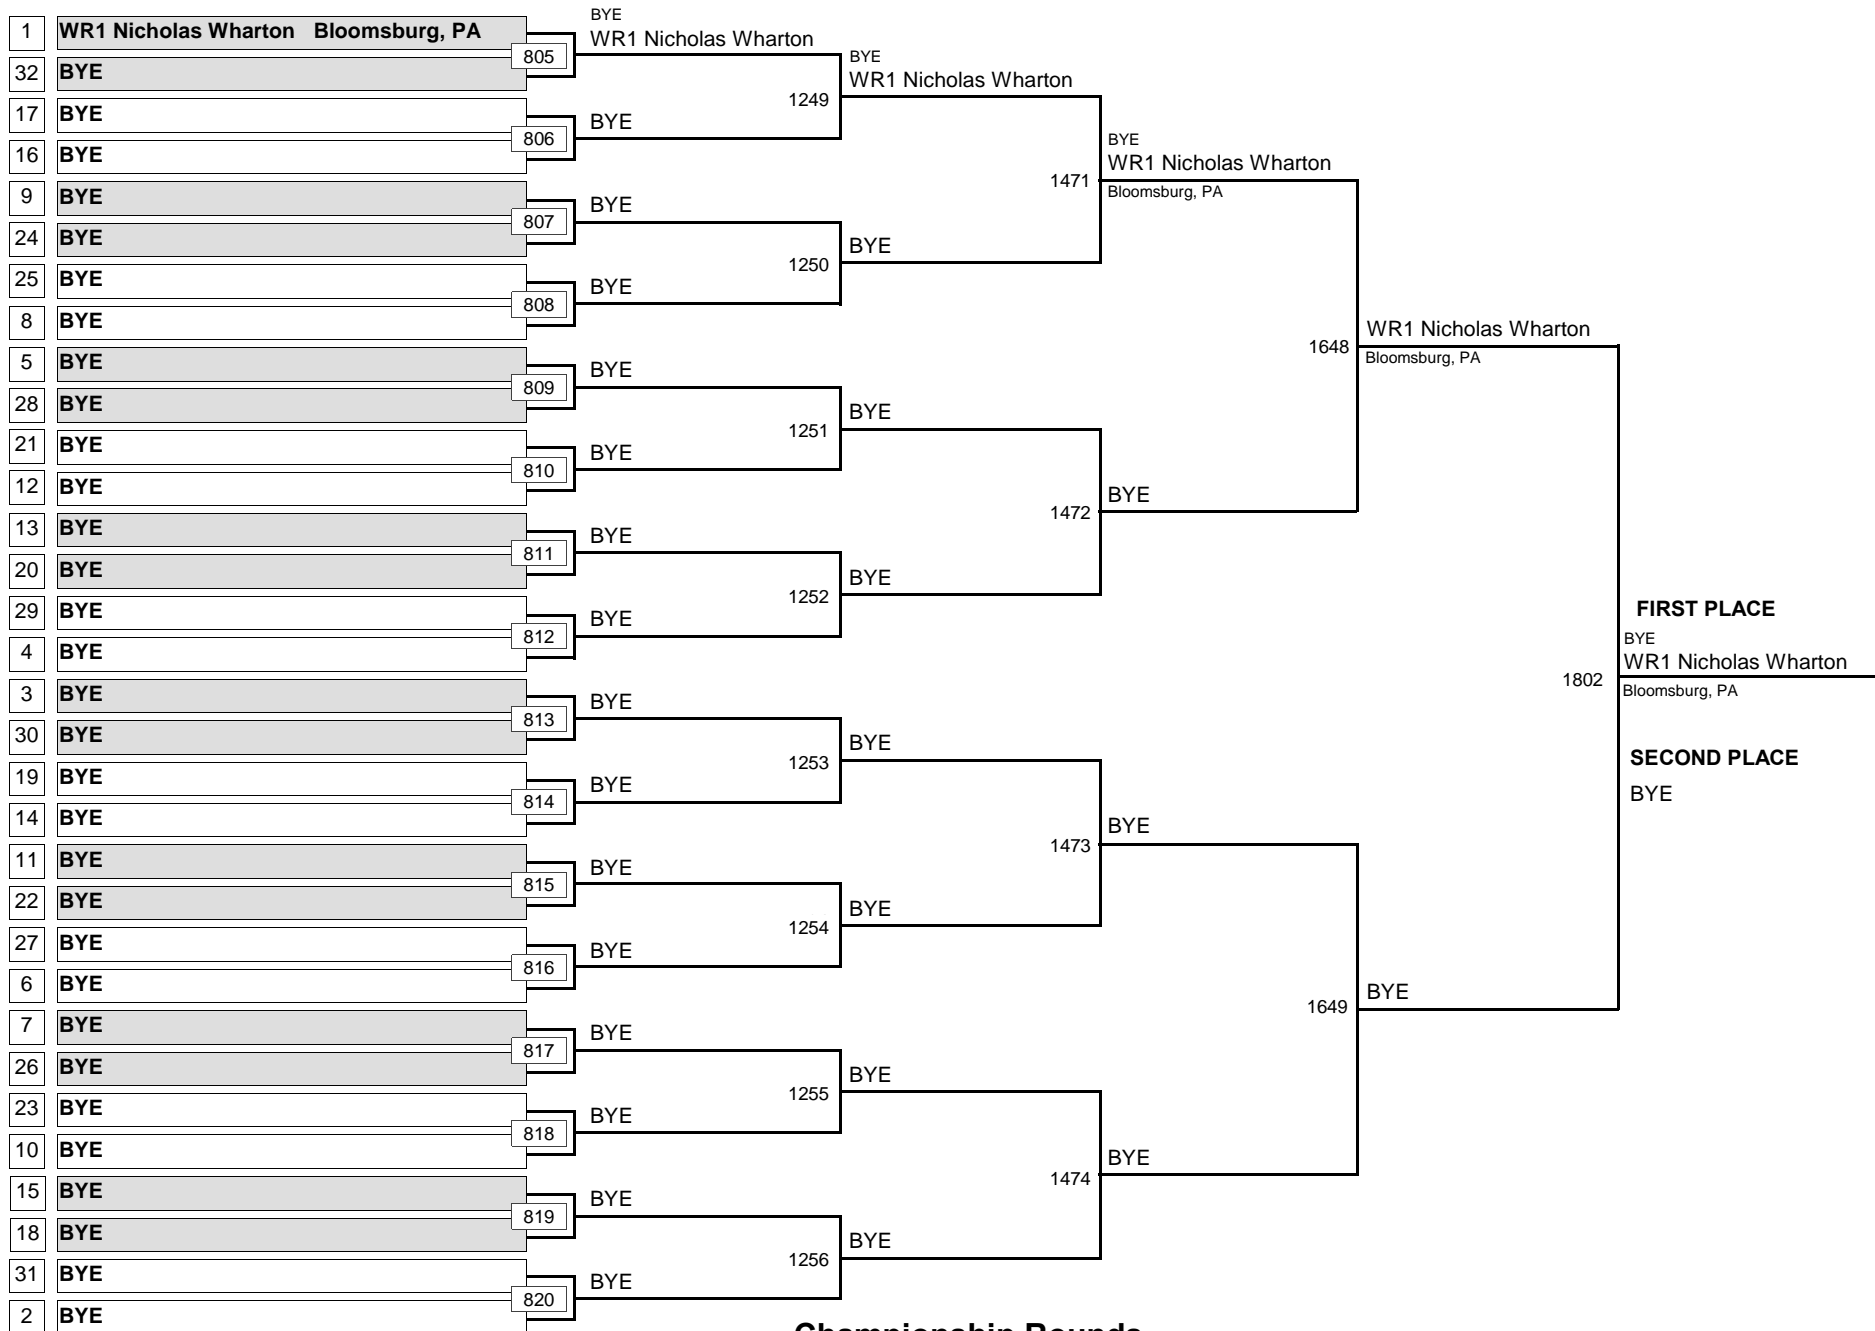 1 WR1 Nicholas Wharton Bloomsburg, PA
32 BYE
805
17 BYE
16 BYE
806
9 BYE
24 BYE
807
25 BYE
8 BYE
808
5 BYE
28 BYE
809
21 BYE
12 BYE
810
13 BYE
20 BYE
811
29 BYE
4 BYE
812
3 BYE
30 BYE
813
19 BYE
14 BYE
814
11 BYE
22 BYE
815
27 BYE
6 BYE
816
7 BYE
26 BYE
817
23 BYE
10 BYE
818
15 BYE
18 BYE
819
31 BYE
2 BYE
820
BYE
WR1 Nicholas Wharton
1249
BYE
BYE
1250
BYE
BYE
1251
BYE
BYE
1252
BYE
BYE
1253
BYE
BYE
1254
BYE
BYE
1255
BYE
BYE
1256
BYE
BYE
WR1 Nicholas Wharton
1471
BYE
BYE
1472
BYE
BYE
1473
BYE
BYE
1474
BYE
BYE
WR1 Nicholas Wharton
Bloomsburg, PA
1648
BYE
BYE
1649
BYE
WR1 Nicholas Wharton
Bloomsburg, PA
1802
BYE
FIRST PLACE
BYE
WR1 Nicholas Wharton
Bloomsburg, PA
SECOND PLACE
BYE
Championship Rounds